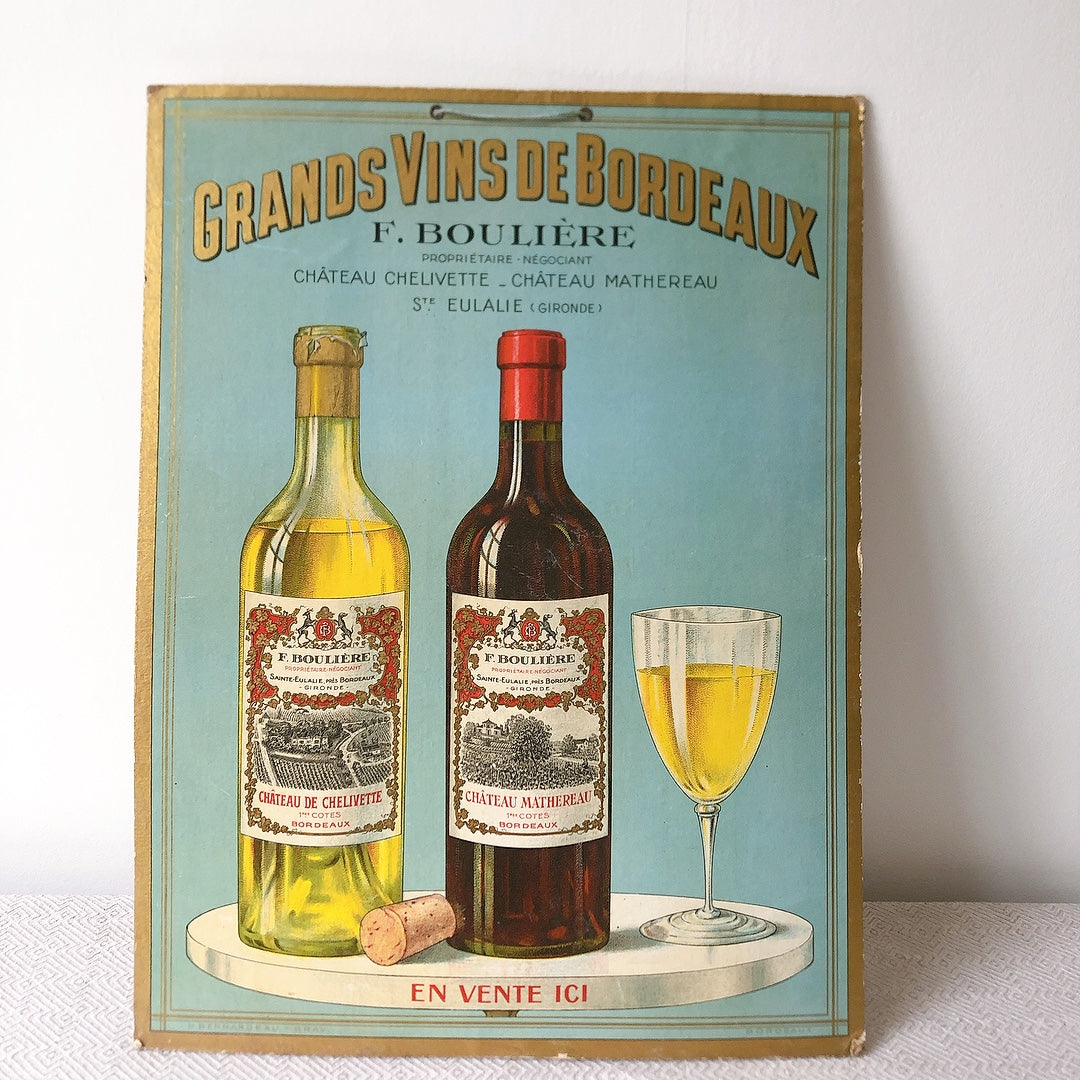 GRANDS VINS DE BORDEAUX
F. BOULIÈRE
PROPRIÉTAIRE - NÉGOCIANT
CHÂTEAU CHELIVETTE - CHÂTEAU MATHEREAU
STE EULALIE (GIRONDE)
F. BOULIÈRE
PROPRIÉTAIRE-NÉGOCIANT
SAINTE-EULALIE, PRÈS BORDEAUX
- GIRONDE -
CHÂTEAU DE CHELIVETTE
1RES COTES
BORDEAUX
F. BOULIÈRE
PROPRIÉTAIRE-NÉGOCIANT
SAINTE-EULALIE, PRÈS BORDEAUX
- GIRONDE -
CHÂTEAU MATHEREAU
1RES COTES
BORDEAUX
EN VENTE ICI
BORDEAUX